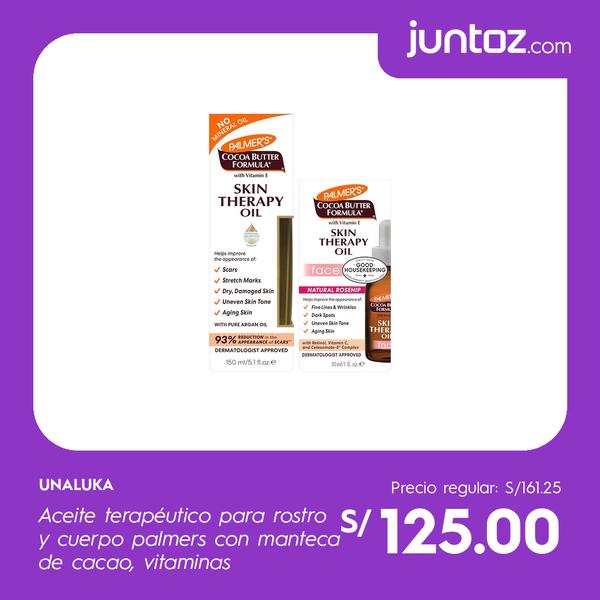 juntoz.com
NO
MINERAL OIL
PALMER'S®
COCOA BUTTER
FORMULA®
with Vitamin E
SKIN
THERAPY
OIL
Helps improve
the appearance of:
✓ Scars
✓ Stretch Marks
✓ Dry, Damaged Skin
✓ Uneven Skin Tone
✓ Aging Skin
WITH PURE ARGAN OIL
93% REDUCTION in the
APPEARANCE of SCARS
DERMATOLOGIST APPROVED
150 ml/5.1 fl.oz.℮
PALMER'S®
COCOA BUTTER
FORMULA®
with Vitamin E
SKIN
THERAPY
OIL
face
GOOD
HOUSEKEEPING
NATURAL ROSEHIP
Helps improve the appearance of:
✓ Fine Lines & Wrinkles
✓ Dark Spots
✓ Uneven Skin Tone
✓ Aging Skin
with Retinol, Vitamin C,
and Cetesomate-E® Complex
DERMATOLOGIST APPROVED
30 ml/1 fl. oz.℮
UNALUKA
Aceite terapéutico para rostro
y cuerpo palmers con manteca
de cacao, vitaminas
Precio regular: S/161.25
S/ 125.00